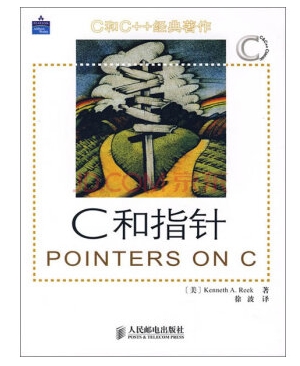 C和C++经典著作
C和指针
POINTERS ON C
〔美〕Kenneth A. Reek 著
徐 波 译
人民邮电出版社
POSTS & TELECOM PRESS